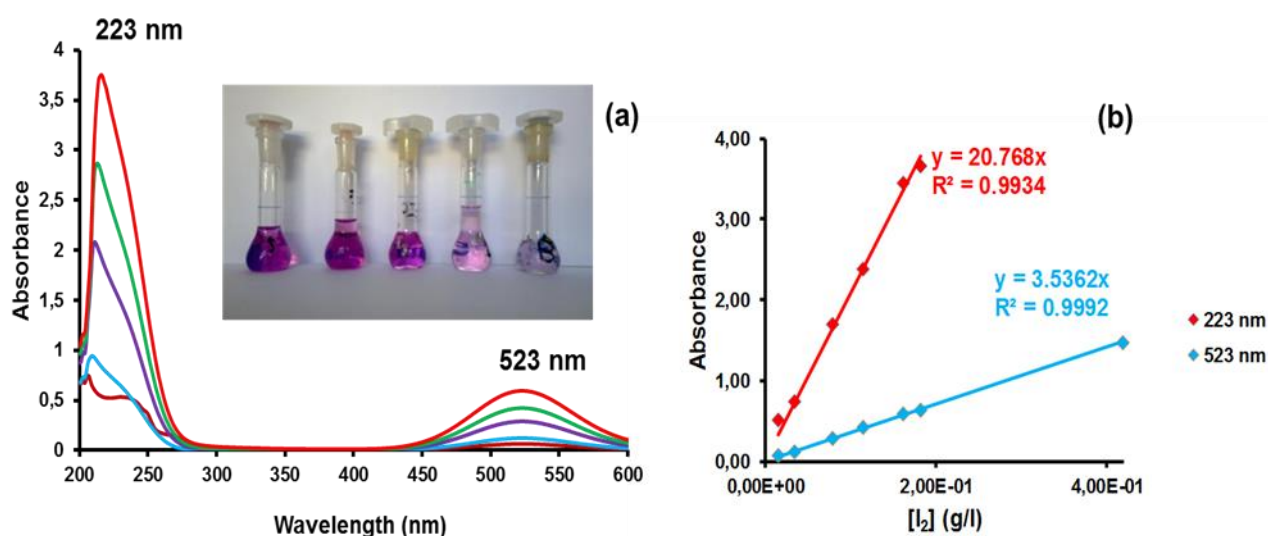 223 nm
4
3,5
3
2,5
2
1,5
1
0,5
0
200
250
300
350
400
450
500
550
600
Absorbance
Wavelength (nm)
523 nm
(a)
(b)
4,00
3,00
2,00
1,00
0,00
0,00E+00
2,00E-01
4,00E-01
Absorbance
[I₂] (g/l)
y = 20.768x
R² = 0.9934
y = 3.5362x
R² = 0.9992
223 nm
523 nm